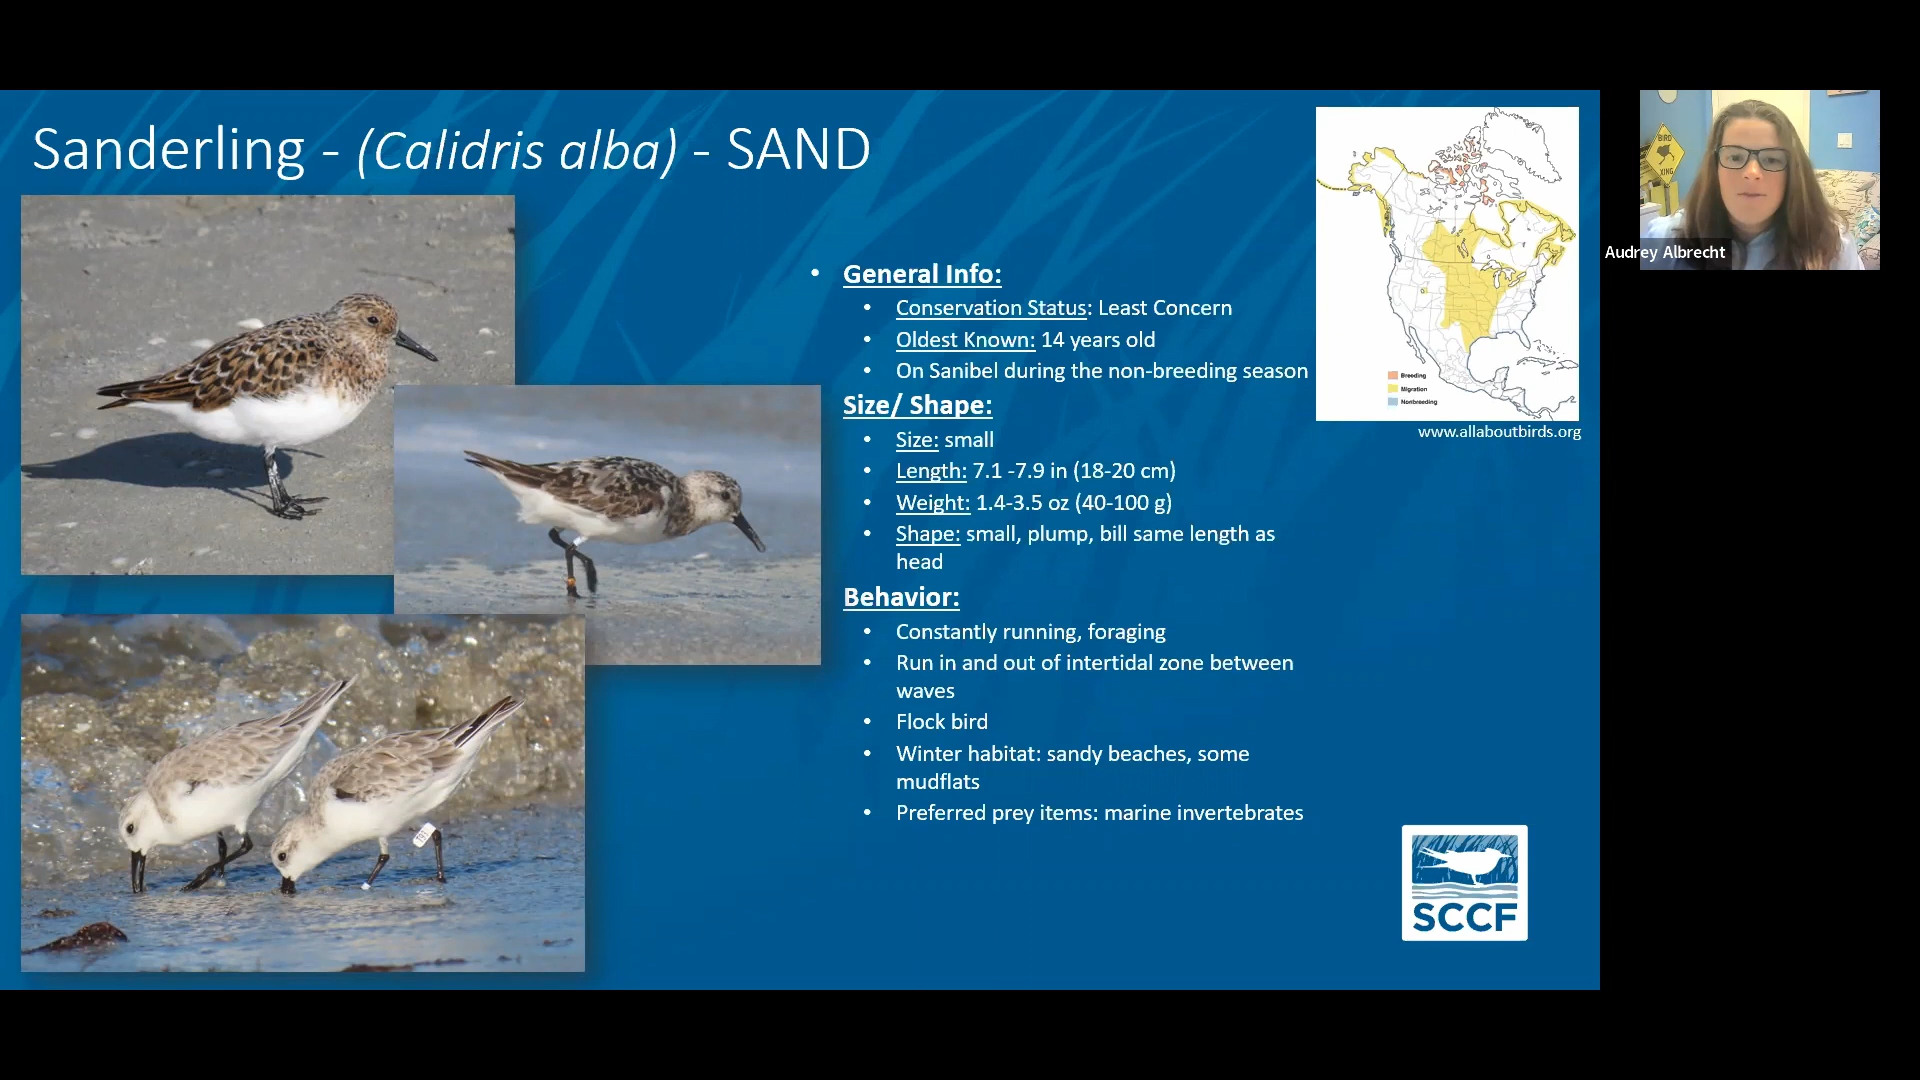 Sanderling - (Calidris alba) - SAND
• General Info:
• Conservation Status: Least Concern
• Oldest Known: 14 years old
• On Sanibel during the non-breeding season
Size/ Shape:
• Size: small
• Length: 7.1 -7.9 in (18-20 cm)
• Weight: 1.4-3.5 oz (40-100 g)
• Shape: small, plump, bill same length as
head
Behavior:
• Constantly running, foraging
• Run in and out of intertidal zone between
waves
• Flock bird
• Winter habitat: sandy beaches, some
mudflats
• Preferred prey items: marine invertebrates
Breeding
Migration
Nonbreeding
www.allaboutbirds.org
SCCF
BIRD
XING
Audrey Albrecht